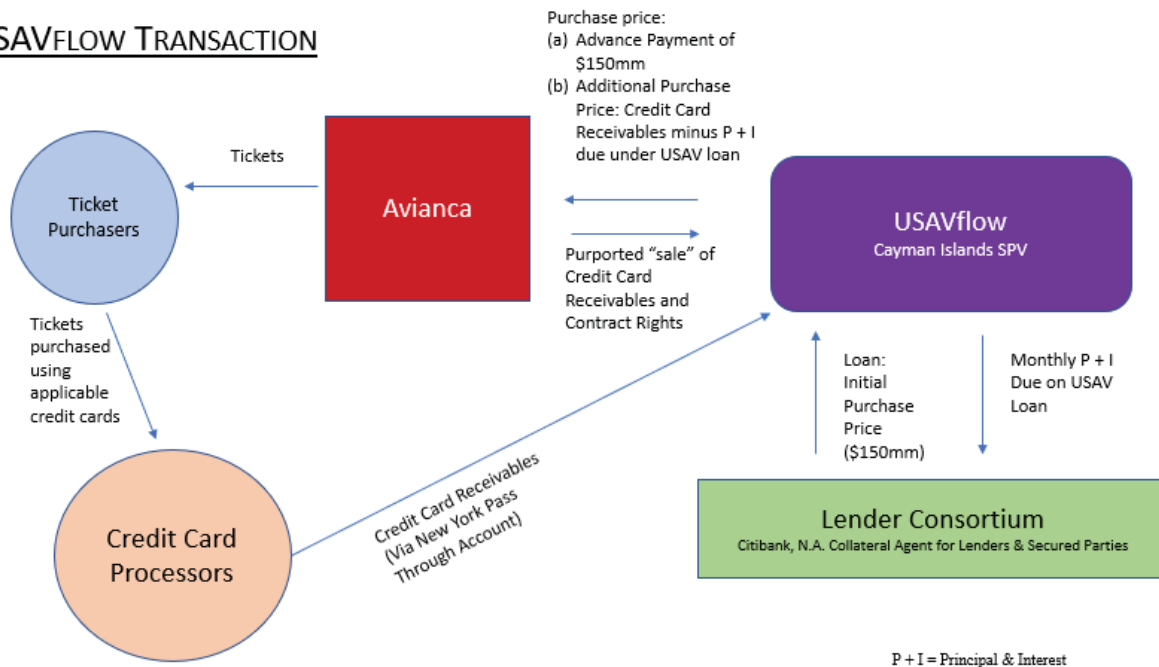 SAVFLOW TRANSACTION
Purchase price:
(a) Advance Payment of
$150mm
(b) Additional Purchase
Price: Credit Card
Receivables minus P + I
due under USAV loan
Tickets
Ticket
Purchasers
Avianca
USAVflow
Cayman Islands SPV
Purported “sale” of
Credit Card
Receivables and
Contract Rights
Tickets
purchased
using
applicable
credit cards
Loan:
Initial
Purchase
Price
($150mm)
Monthly P + I
Due on USAV
Loan
Credit Card Receivables
(Via New York Pass
Through Account)
Credit Card
Processors
Lender Consortium
Citibank, N.A. Collateral Agent for Lenders & Secured Parties
P + I = Principal & Interest